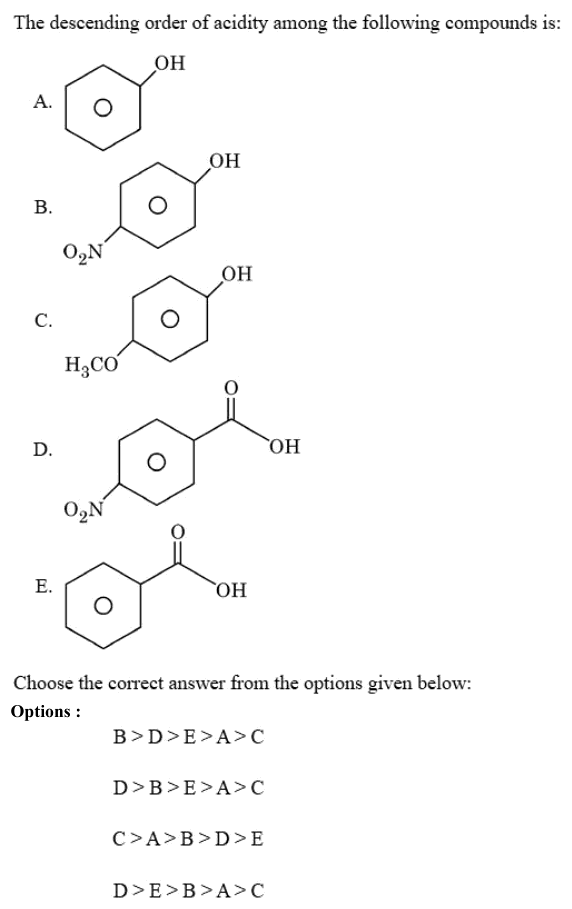 The descending order of acidity among the following compounds is:
OH
A.
OH
B.
O₂N
OH
C.
H₃CO
O
D.
OH
O₂N
O
E.
OH
Choose the correct answer from the options given below:
Options :
B>D>E>A>C
D>B>E>A>C
C>A>B>D>E
D>E>B>A>C